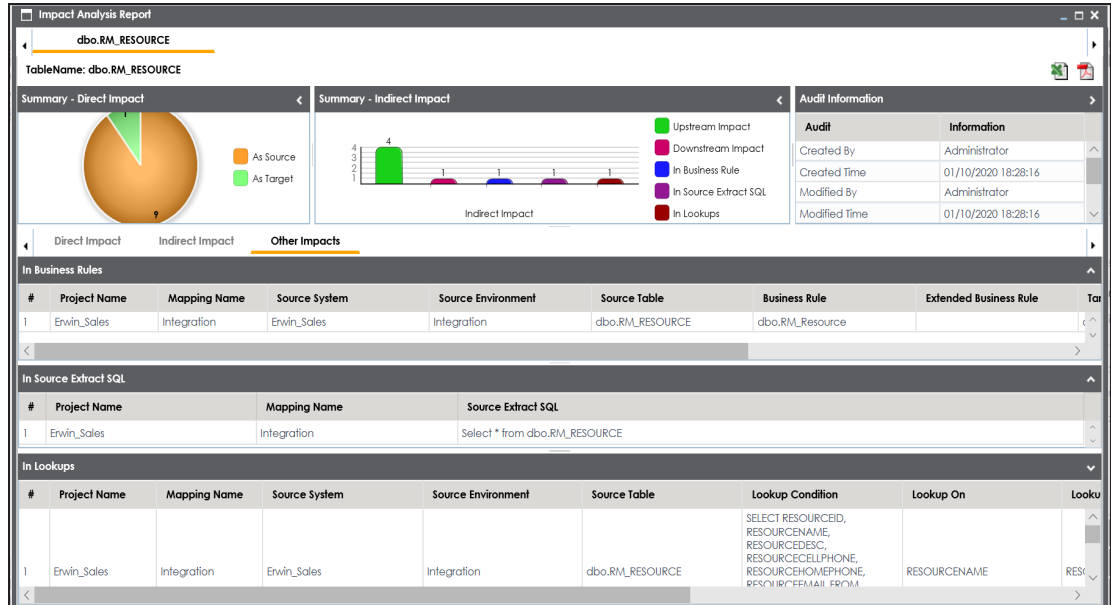 Impact Analysis Report
dbo.RM_RESOURCE
TableName: dbo.RM_RESOURCE
Summary - Direct Impact
1
9
As Source
As Target
Summary - Indirect Impact
4
3
2
1
4 1 1 1 1
Indirect Impact
Upstream Impact
Downstream Impact
In Business Rule
In Source Extract SQL
In Lookups
Audit Information
Audit Information
Created By Administrator
Created Time 01/10/2020 18:28:16
Modified By Administrator
Modified Time 01/10/2020 18:28:16
Direct Impact Indirect Impact Other Impacts
In Business Rules
# Project Name Mapping Name Source System Source Environment Source Table Business Rule Extended Business Rule Tar
1 Erwin_Sales Integration Erwin_Sales Integration dbo.RM_RESOURCE dbo.RM_Resource
In Source Extract SQL
# Project Name Mapping Name Source Extract SQL
1 Erwin_Sales Integration Select * from dbo.RM_RESOURCE
In Lookups
# Project Name Mapping Name Source System Source Environment Source Table Lookup Condition Lookup On Looku
SELECT RESOURCEID,
RESOURCENAME,
RESOURCEDESC,
RESOURCECELLPHONE,
1 Erwin_Sales Integration Erwin_Sales Integration dbo.RM_RESOURCE RESOURCEHOMEPHONE, RESOURCENAME
RESOURCEEMAIL FROM